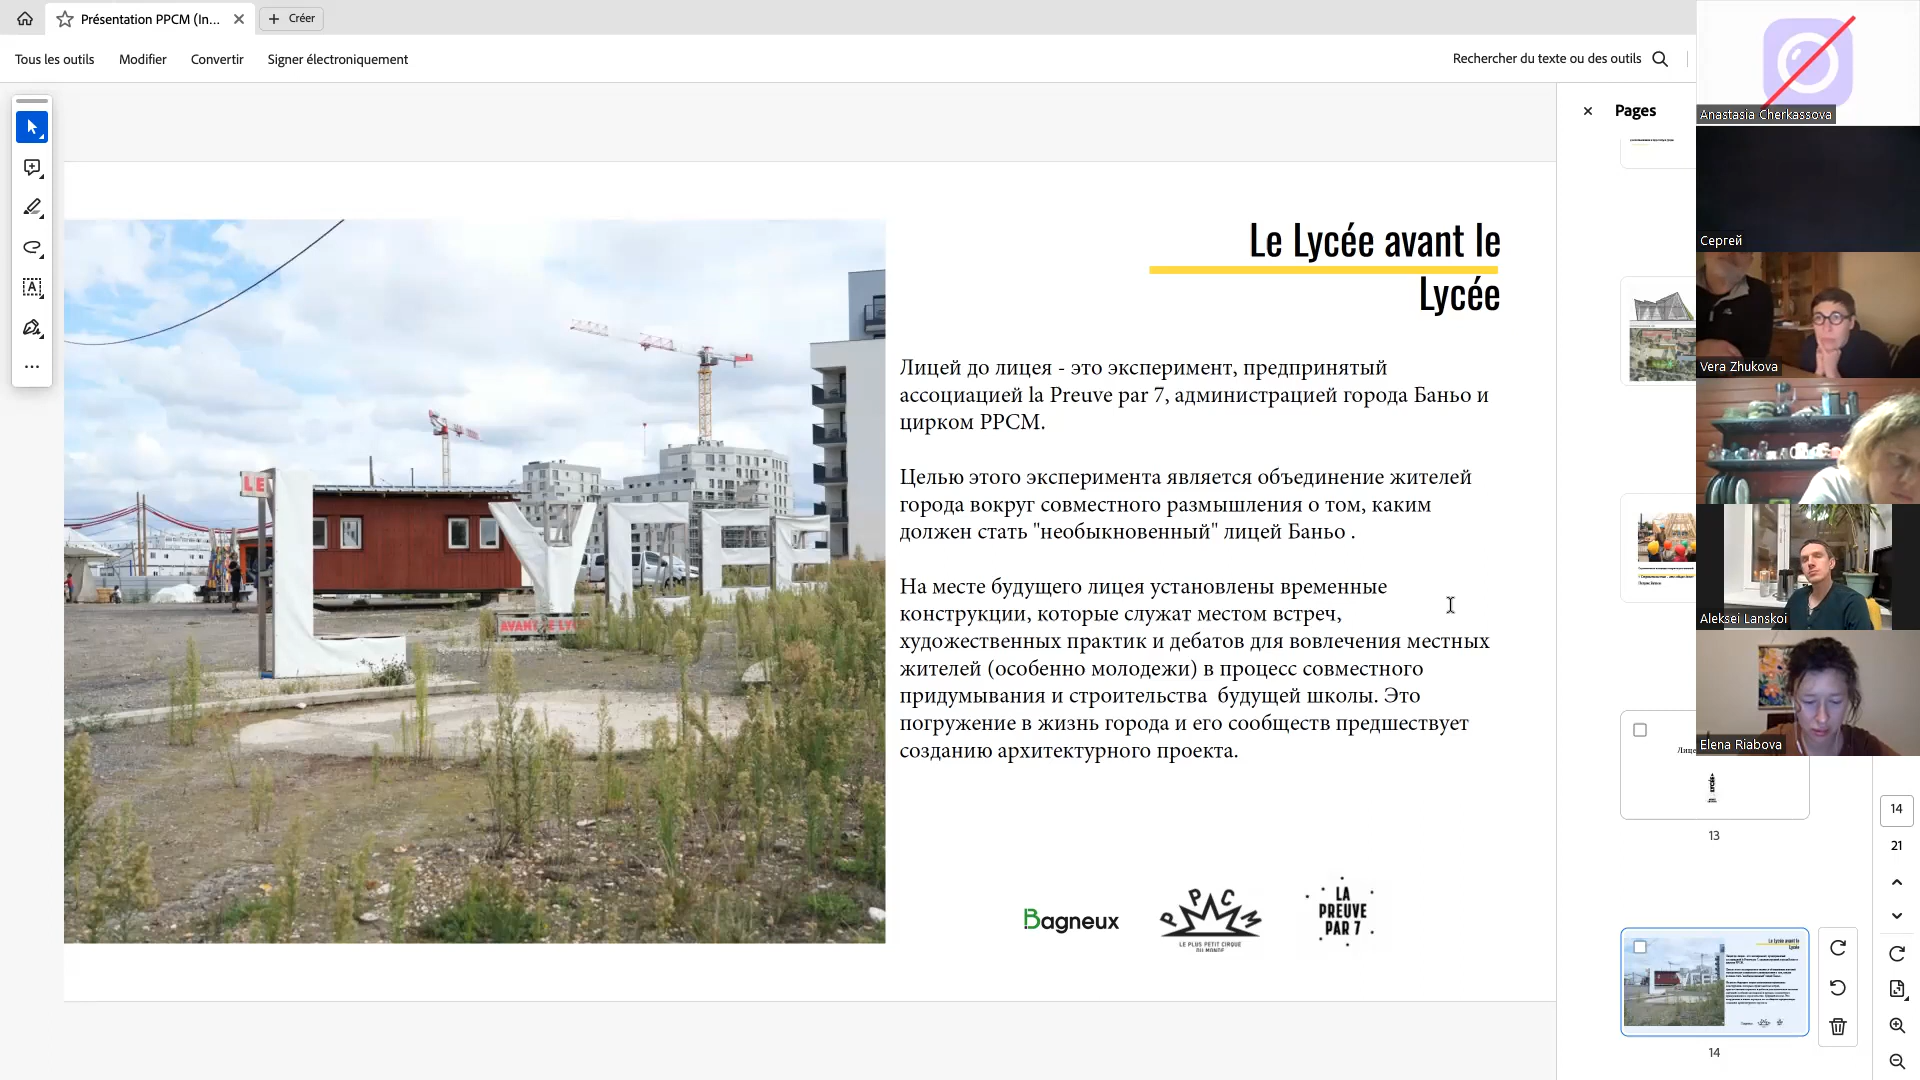 Présentation PPCM (In...
Créer
Tous les outils
Modifier
Convertir
Signer électroniquement
Rechercher du texte ou des outils
Le Lycée avant le
Lycée
Лицей до лицея - это эксперимент, предпринятый
ассоциацией la Preuve par 7, администрацией города Баньо и
цирком PPCM.
Целью этого эксперимента является объединение жителей
города вокруг совместного размышления о том, каким
должен стать "необыкновенный" лицей Баньо .
На месте будущего лицея установлены временные
конструкции, которые служат местом встреч,
художественных практик и дебатов для вовлечения местных
жителей (особенно молодежи) в процесс совместного
придумывания и строительства  будущей школы. Это
погружение в жизнь города и его сообществ предшествует
созданию архитектурного проекта.
LE
LYCEE
AVANT LE LYC
Bagneux
PPCM
LE PLUS PETIT CIRQUE
DU MONDE
LA
PREUVE
PAR 7
Pages
13
14
14
21
Anastasia Cherkassova
Сергей
Vera Zhukova
Aleksei Lanskoi
Elena Riabova